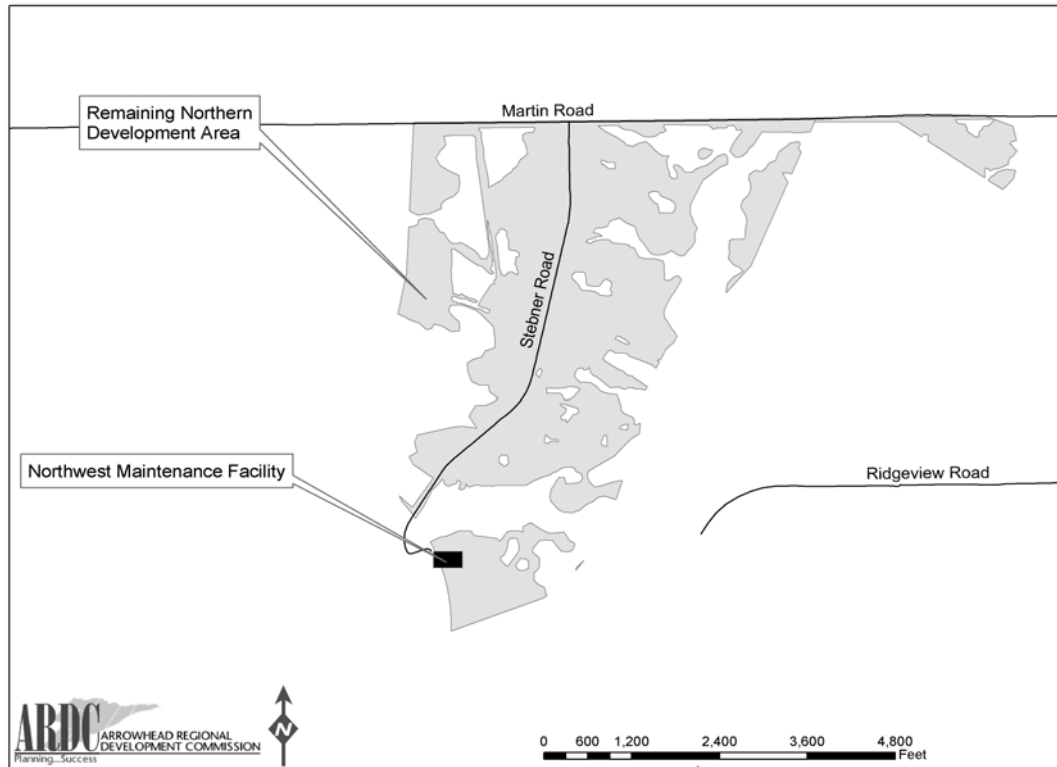 Martin Road
Remaining Northern
Development Area
Stebner Road
Northwest Maintenance Facility
Ridgeview Road
ARDC
ARROWHEAD REGIONAL
DEVELOPMENT COMMISSION
Planning...Success
N
0 600 1,200 2,400 3,600 4,800
Feet